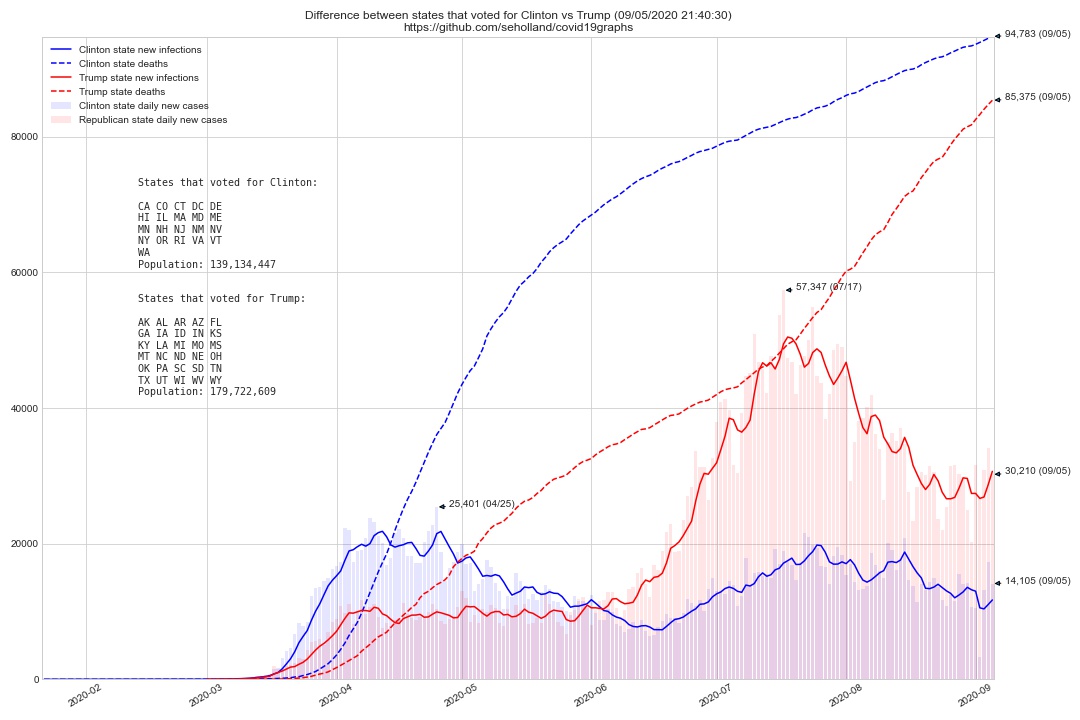 Difference between states that voted for Clinton vs Trump (09/05/2020 21:40:30)
https://github.com/seholland/covid19graphs
Clinton state new infections
Clinton state deaths
Trump state new infections
Trump state deaths
Clinton state daily new cases
Republican state daily new cases
94,783 (09/05)
85,375 (09/05)
80000
States that voted for Clinton:
CA CO CT DC DE
HI IL MA MD ME
MN NH NJ NM NV
NY OR RI VA VT
WA
Population: 139,134,447
60000
57,347 (07/17)
States that voted for Trump:
AK AL AR AZ FL
GA IA ID IN KS
KY LA MI MO MS
MT NC ND NE OH
OK PA SC SD TN
TX UT WI WV WY
Population: 179,722,609
40000
30,210 (09/05)
25,401 (04/25)
20000
14,105 (09/05)
0
2020-02
2020-03
2020-04
2020-05
2020-06
2020-07
2020-08
2020-09